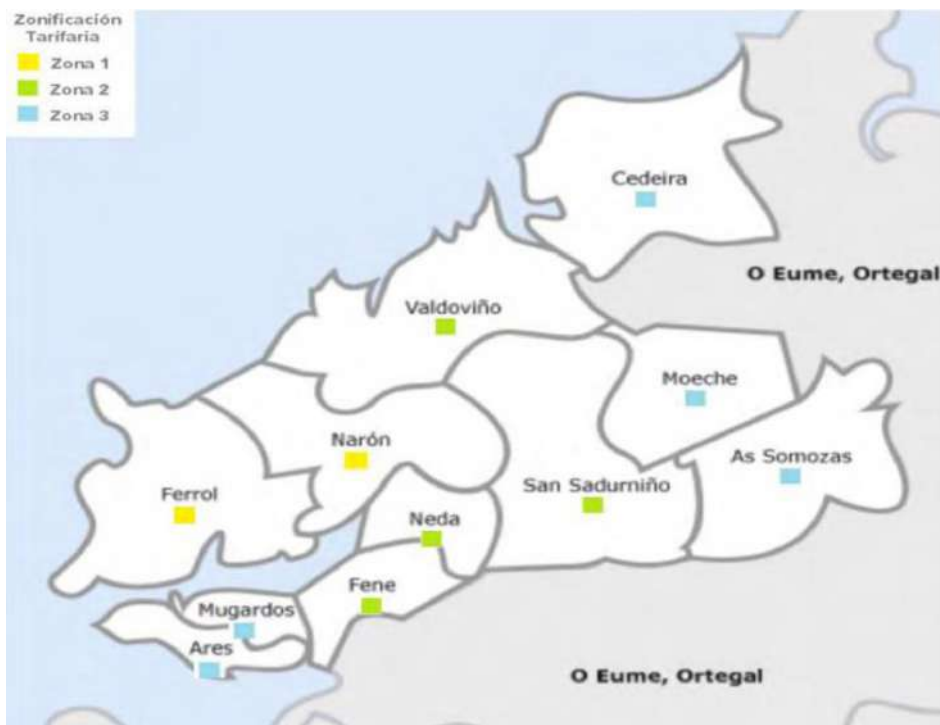 Zonificación
Tarifaria
Zona 1
Zona 2
Zona 3
Cedeira
O Eume, Ortegal
Valdoviño
Moeche
Narón
As Somozas
Ferrol
San Sadurniño
Neda
Fene
Mugardos
Ares
O Eume, Ortegal